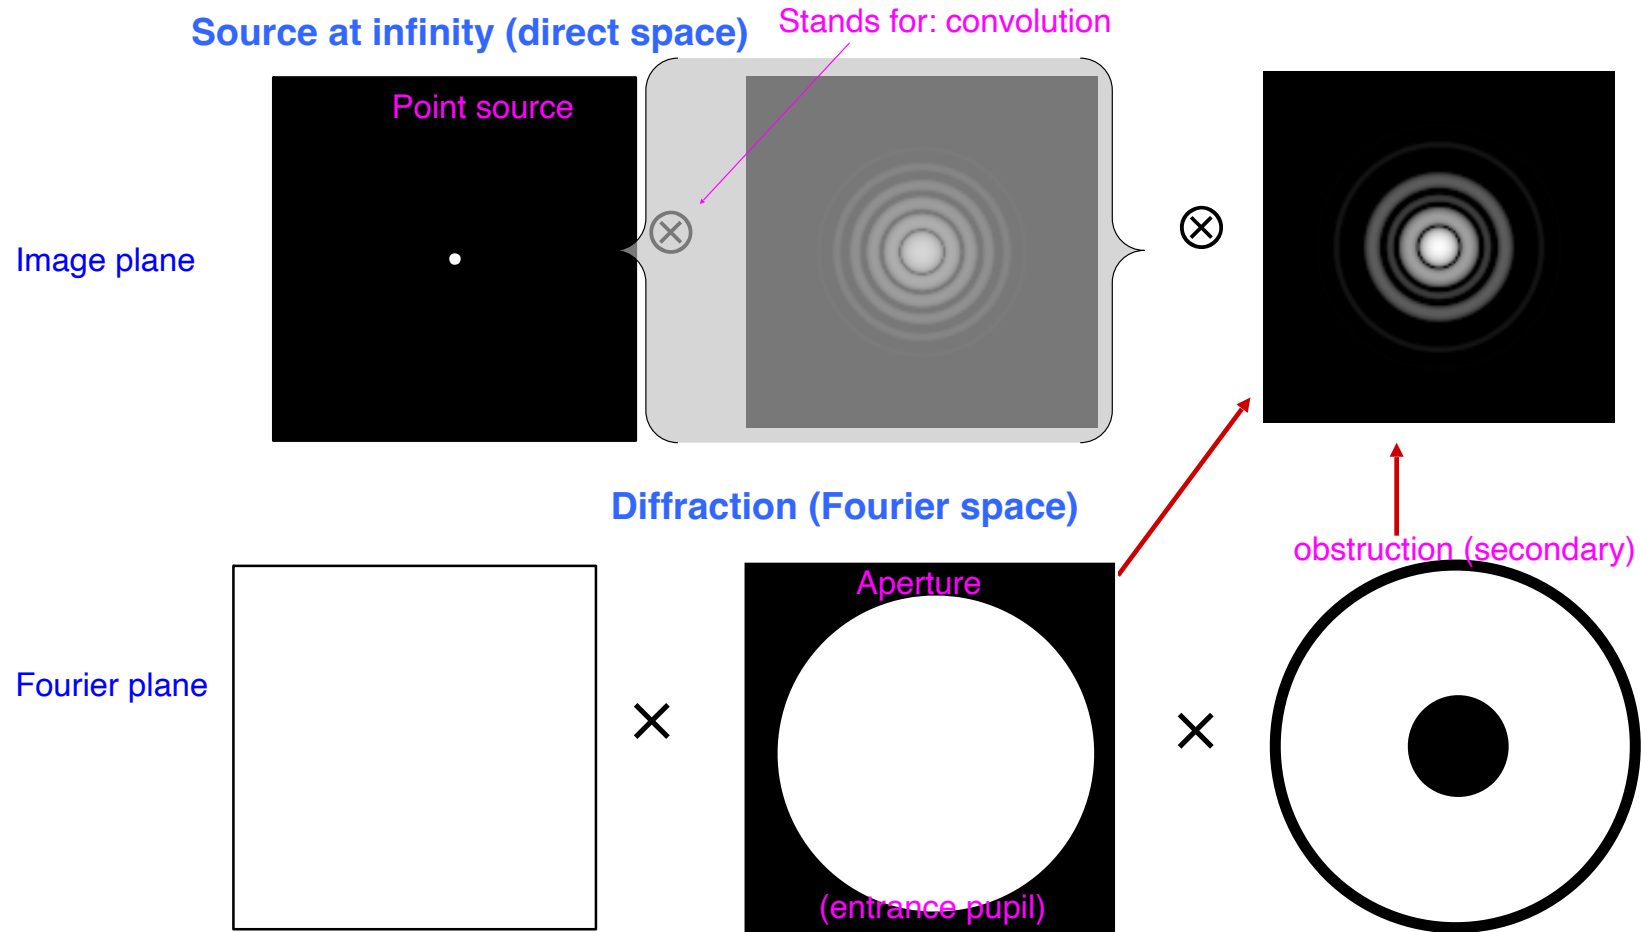 Source at infinity (direct space)
Stands for: convolution
Point source
⊗
⊗
Image plane
Diffraction (Fourier space)
obstruction (secondary)
Aperture
Fourier plane
×
×
(entrance pupil)